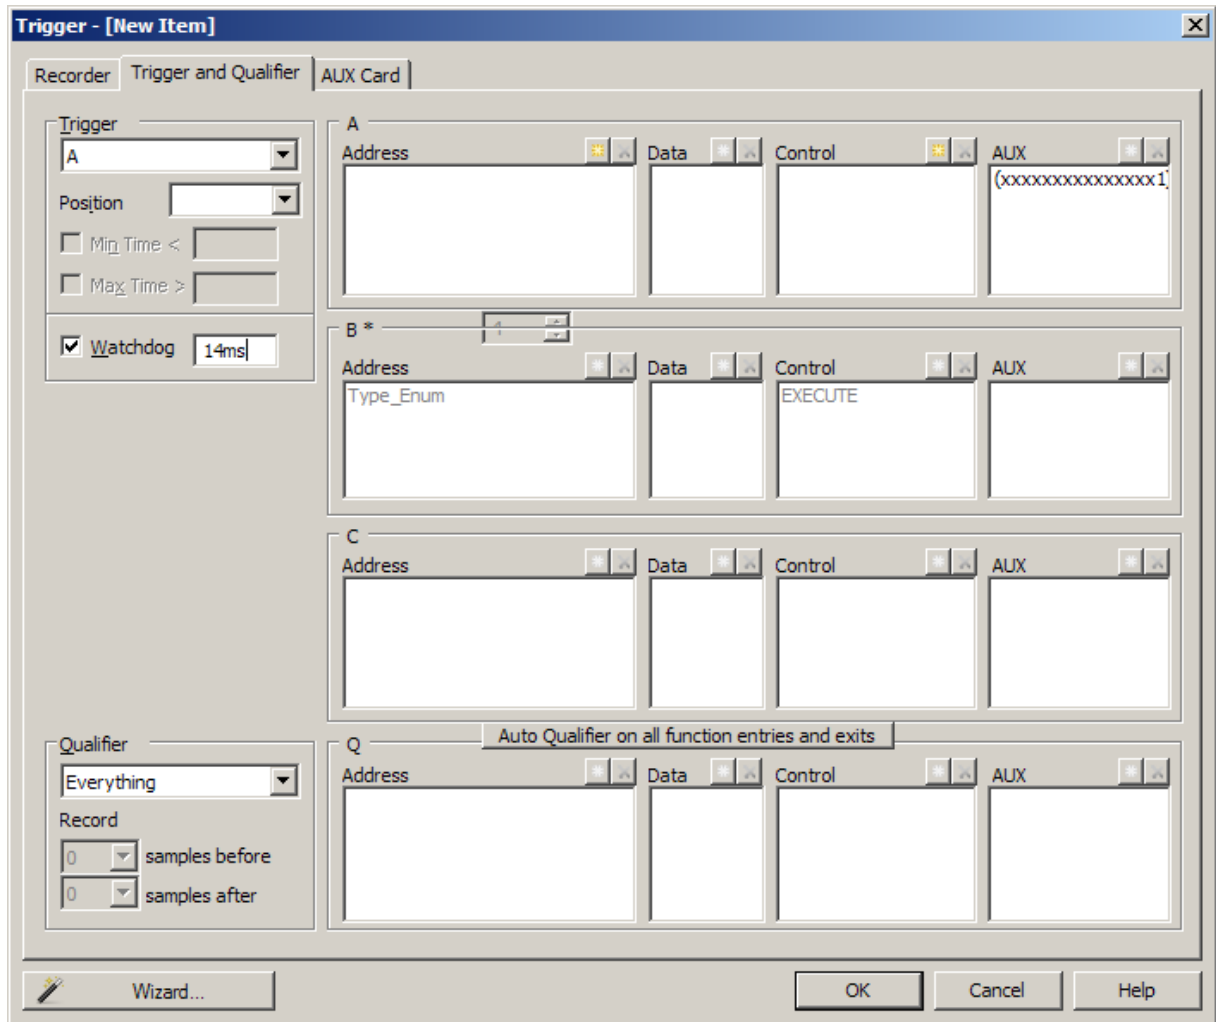 Trigger - [New Item]
Recorder Trigger and Qualifier AUX Card
Trigger
A
Position
Min Time <
Max Time >
Watchdog 14ms
A
Address Data Control AUX
(xxxxxxxxxxxxxxx1)
B *
Address Data Control AUX
Type_Enum EXECUTE
C
Address Data Control AUX
Qualifier
Everything
Record
0 samples before
0 samples after
Q Auto Qualifier on all function entries and exits
Address Data Control AUX
Wizard... OK Cancel Help